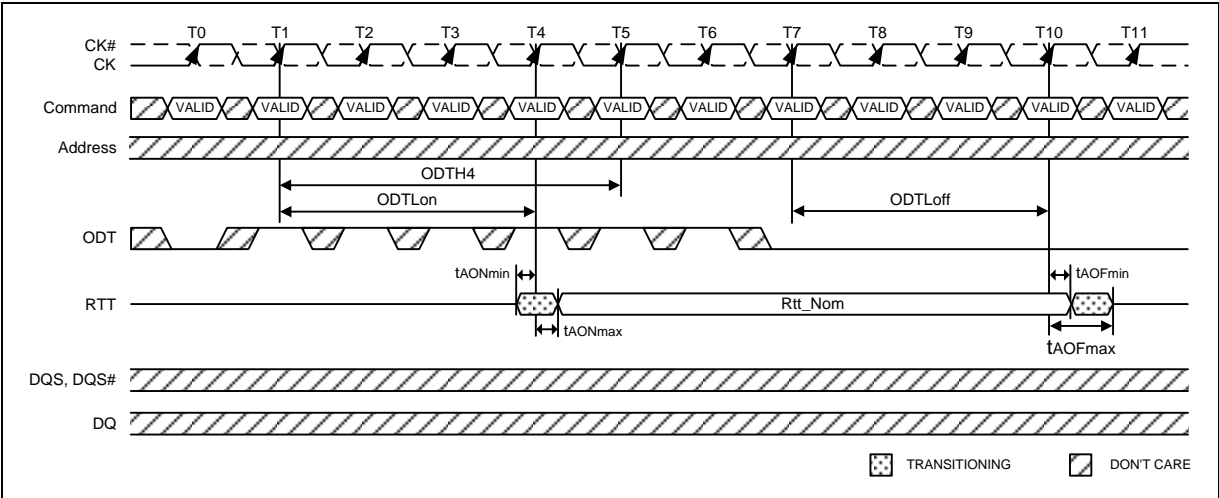 T0 T1 T2 T3 T4 T5 T6 T7 T8 T9 T10 T11
CK#
CK
Command VALID VALID VALID VALID VALID VALID VALID VALID VALID VALID VALID VALID
Address
ODTH4
ODTLon ODTLoff
ODT
tAONmin tAOFmin
RTT Rtt_Nom
tAONmax
tAOFmax
DQS, DQS#
DQ
TRANSITIONING DON'T CARE